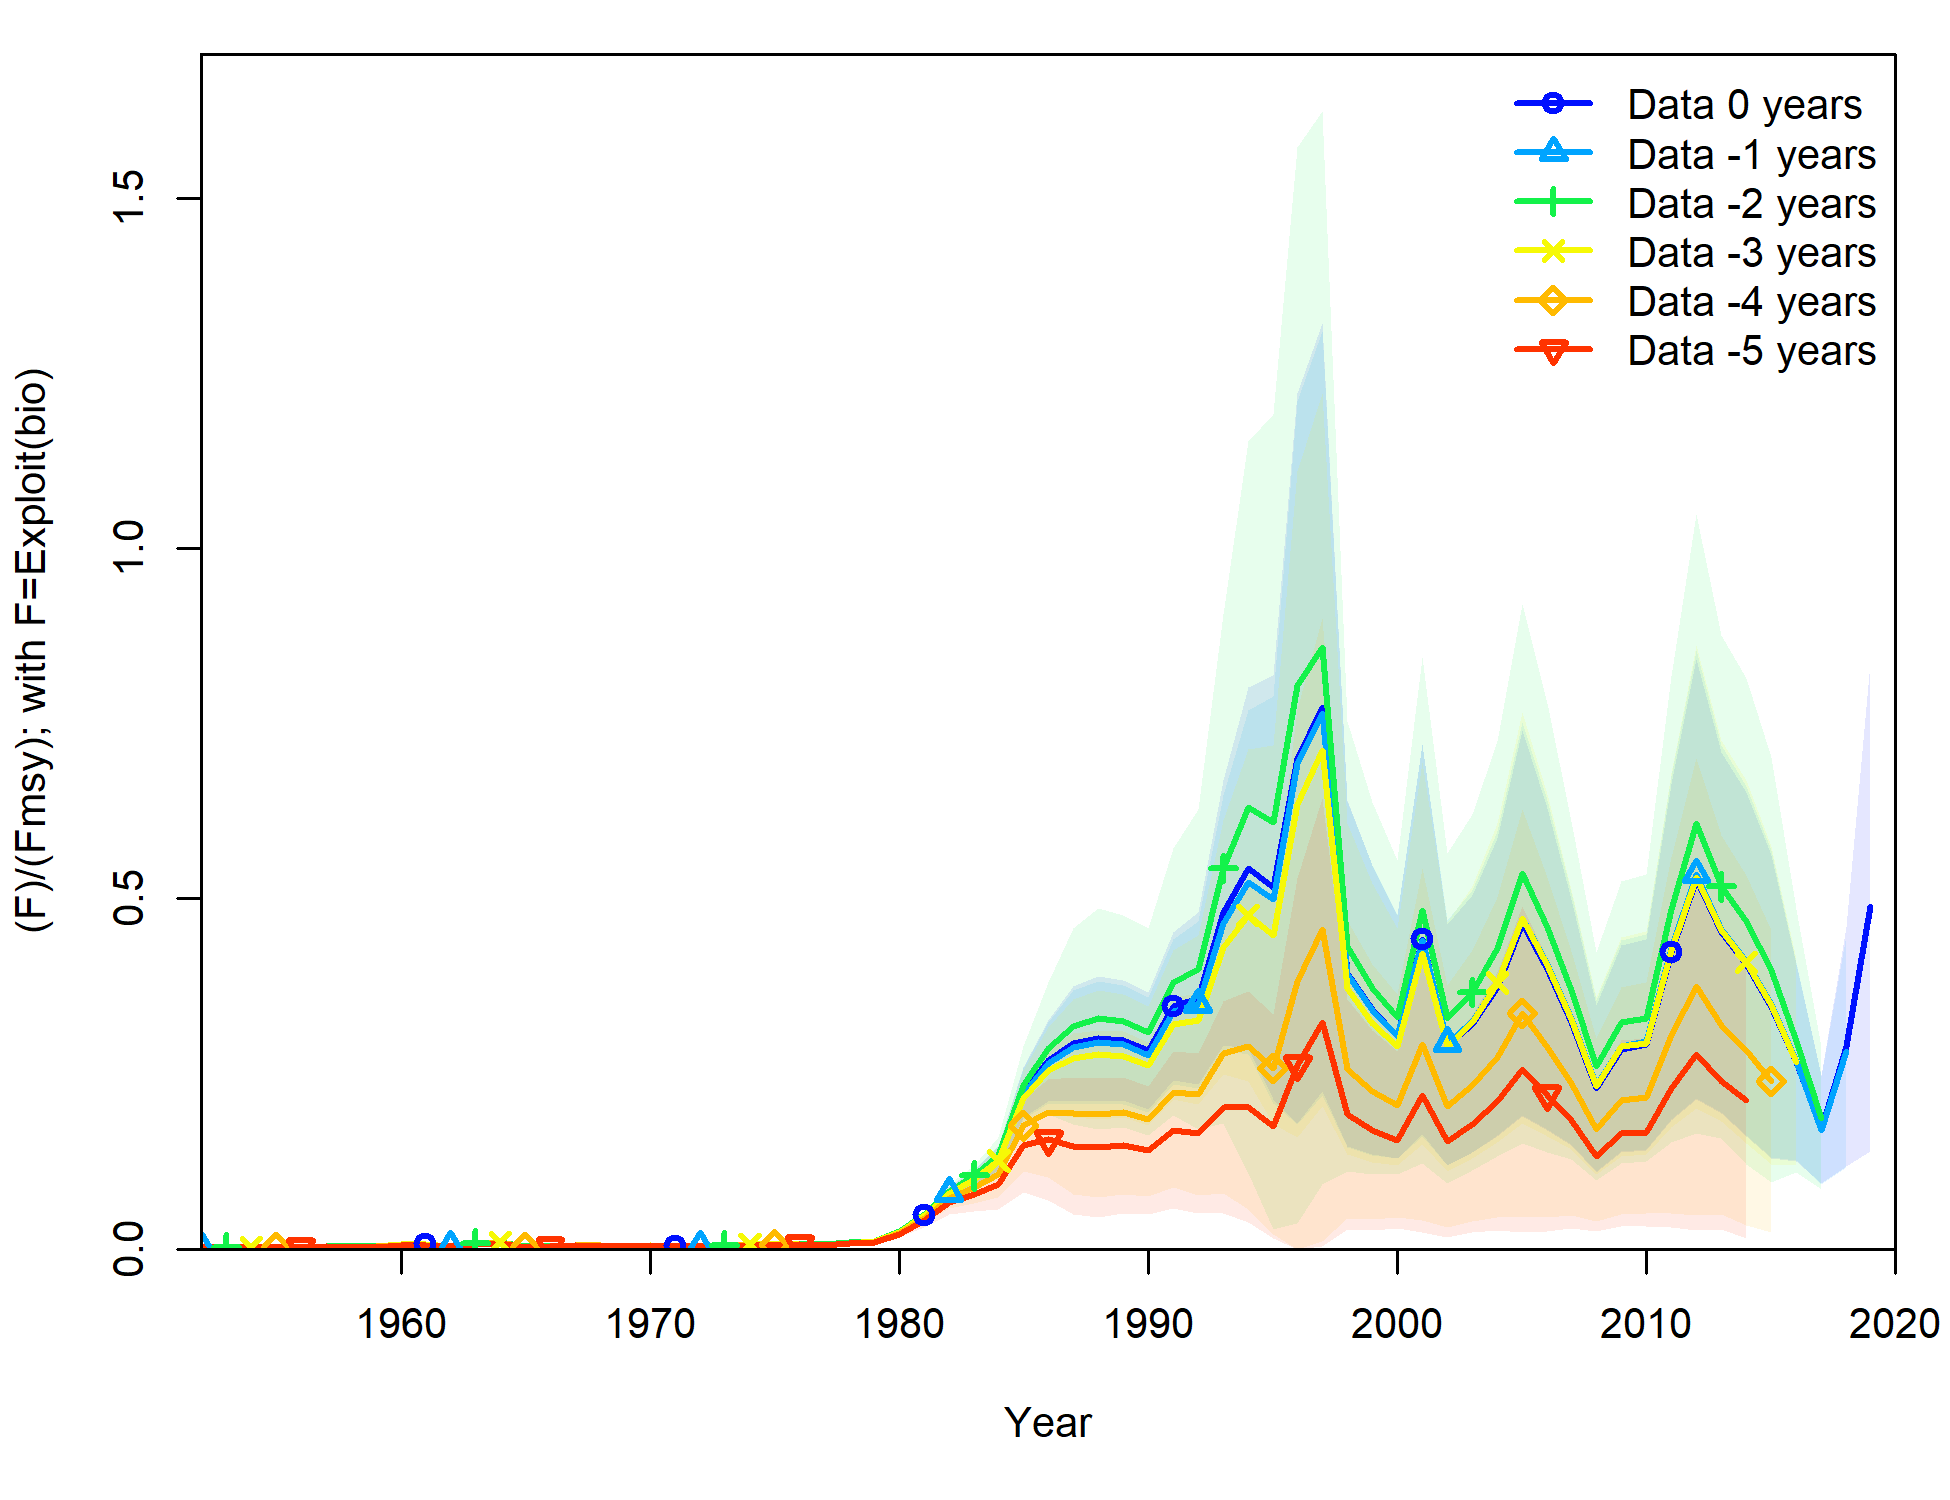 Data 0 years
Data -1 years
Data -2 years
Data -3 years
Data -4 years
Data -5 years
(F)/(Fmsy); with F=Exploit(bio)
1.5
1.0
0.5
0.0
1960 1970 1980 1990 2000 2010 2020
Year